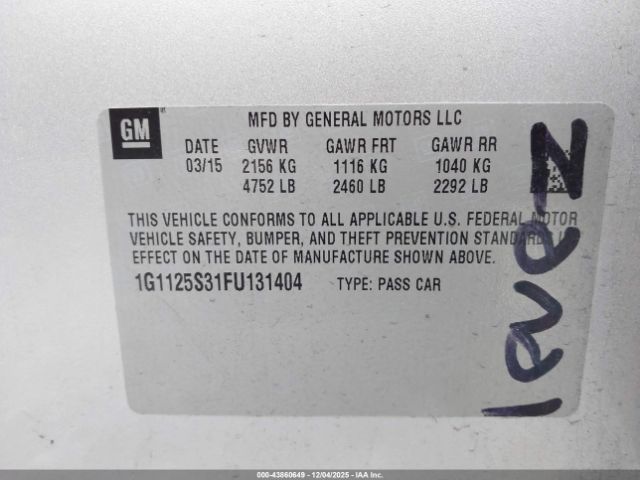 GM
MFD BY GENERAL MOTORS LLC
DATE GVWR GAWR FRT GAWR RR
03/15 2156 KG 1116 KG 1040 KG
4752 LB 2460 LB 2292 LB
THIS VEHICLE CONFORMS TO ALL APPLICABLE U.S. FEDERAL MOTOR
VEHICLE SAFETY, BUMPER, AND THEFT PREVENTION STANDARDS IN
EFFECT ON THE DATE OF MANUFACTURE SHOWN ABOVE.
1G1125S31FU131404 TYPE: PASS CAR
000-43860649 - 12/04/2025 - IAA Inc.